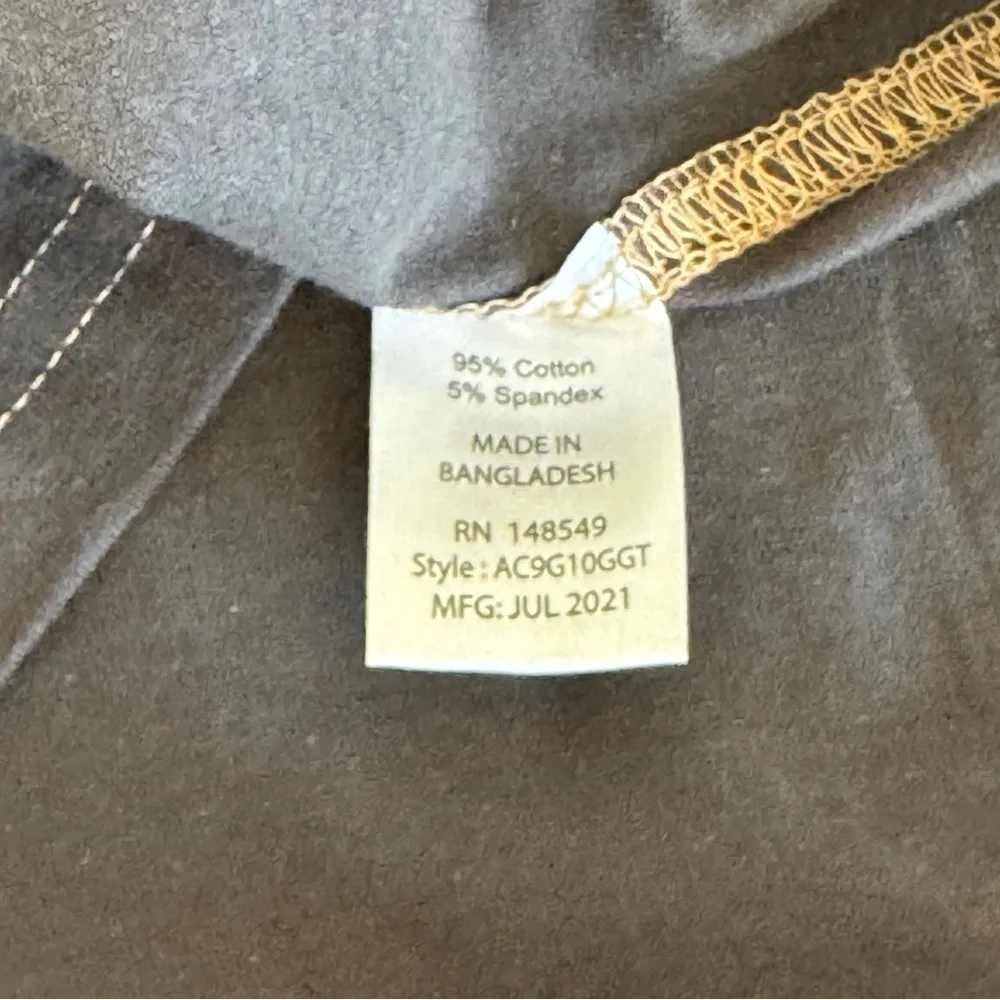 95% Cotton
5% Spandex
MADE IN
BANGLADESH
RN 148549
Style : AC9G10GGT
MFG: JUL 2021